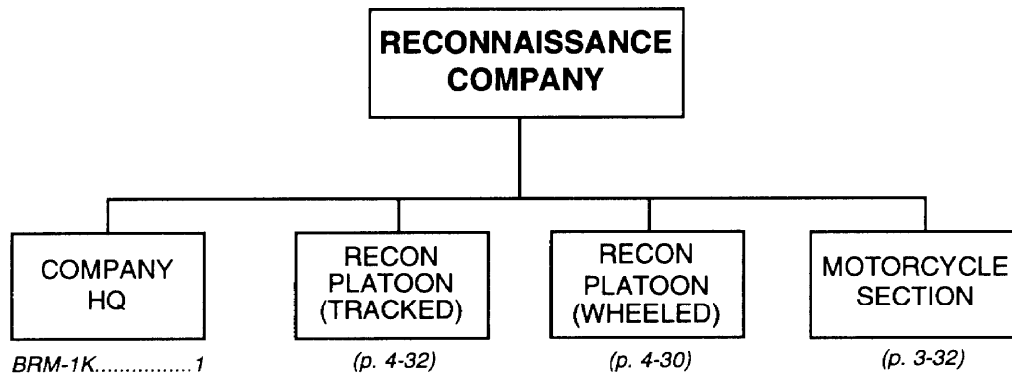 RECONNAISSANCE
COMPANY
COMPANY
HQ
BRM-1K................1
RECON
PLATOON
(TRACKED)
(p. 4-32)
RECON
PLATOON
(WHEELED)
(p. 4-30)
MOTORCYCLE
SECTION
(p. 3-32)